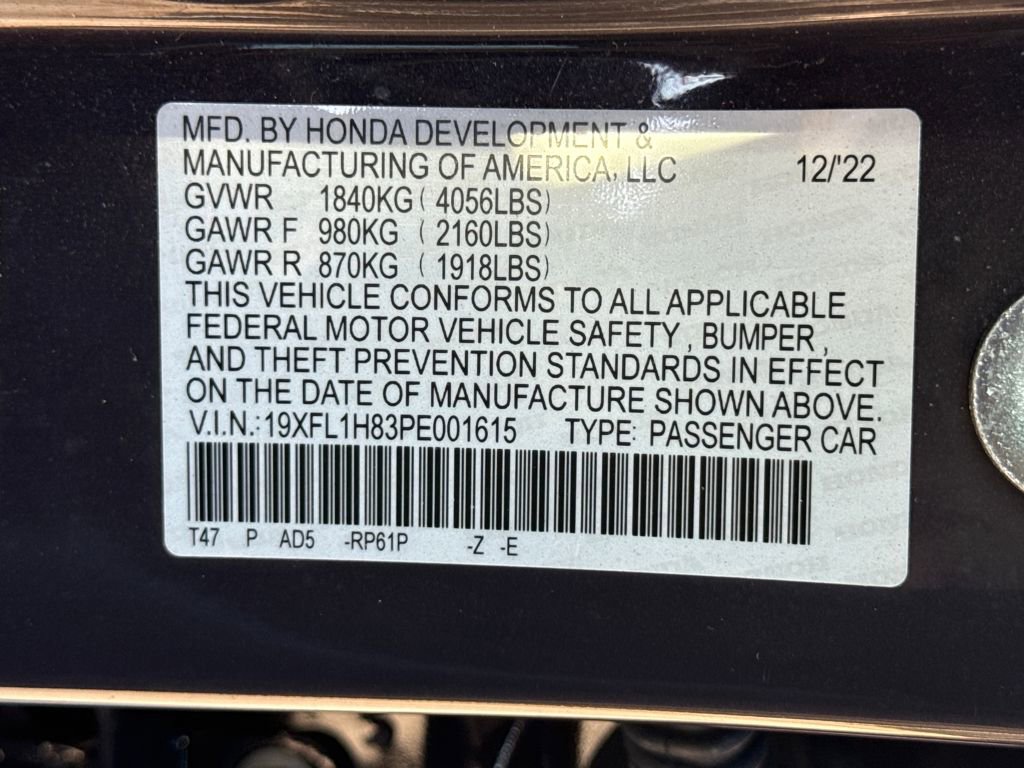 MFD. BY HONDA DEVELOPMENT &
MANUFACTURING OF AMERICA, LLC 12/'22
GVWR 1840KG ( 4056LBS)
GAWR F 980KG ( 2160LBS)
GAWR R 870KG ( 1918LBS)
THIS VEHICLE CONFORMS TO ALL APPLICABLE
FEDERAL MOTOR VEHICLE SAFETY , BUMPER ,
AND THEFT PREVENTION STANDARDS IN EFFECT
ON THE DATE OF MANUFACTURE SHOWN ABOVE.
V.I.N.: 19XFL1H83PE001615 TYPE: PASSENGER CAR
T47 P AD5 -RP61P -Z -E